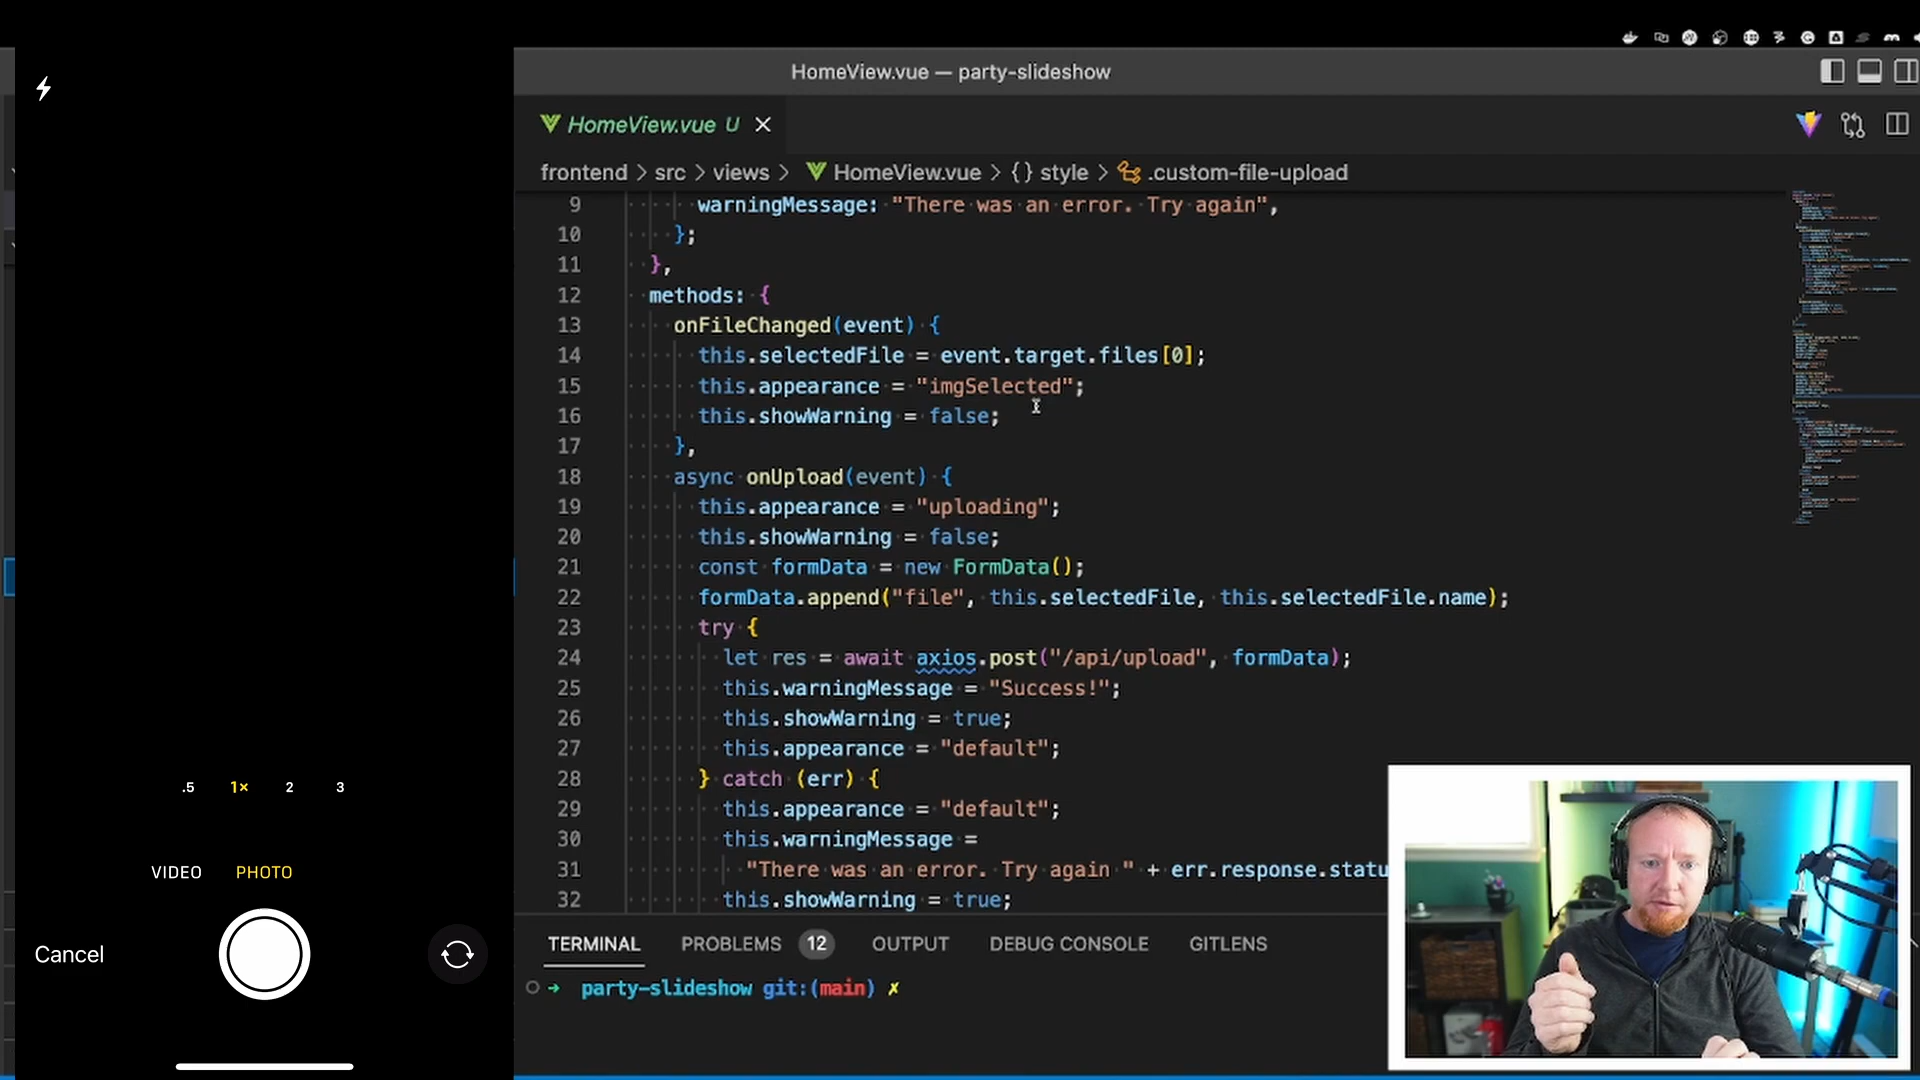 HomeView.vue — party-slideshow
HomeView.vue U
frontend > src > views > HomeView.vue > {} style > .custom-file-upload
9 warningMessage: "There was an error. Try again",
10 };
11 },
12 methods: {
13 onFileChanged(event) {
14 this.selectedFile = event.target.files[0];
15 this.appearance = "imgSelected";
16 this.showWarning = false;
17 },
18 async onUpload(event) {
19 this.appearance = "uploading";
20 this.showWarning = false;
21 const formData = new FormData();
22 formData.append("file", this.selectedFile, this.selectedFile.name);
23 try {
24 let res = await axios.post("/api/upload", formData);
25 this.warningMessage = "Success!";
26 this.showWarning = true;
27 this.appearance = "default";
28 } catch (err) {
29 this.appearance = "default";
30 this.warningMessage =
31 "There was an error. Try again " + err.response.statu
32 this.showWarning = true;
TERMINAL PROBLEMS 12 OUTPUT DEBUG CONSOLE GITLENS
party-slideshow git:(main) ✗
.5 1× 2 3
VIDEO PHOTO
Cancel